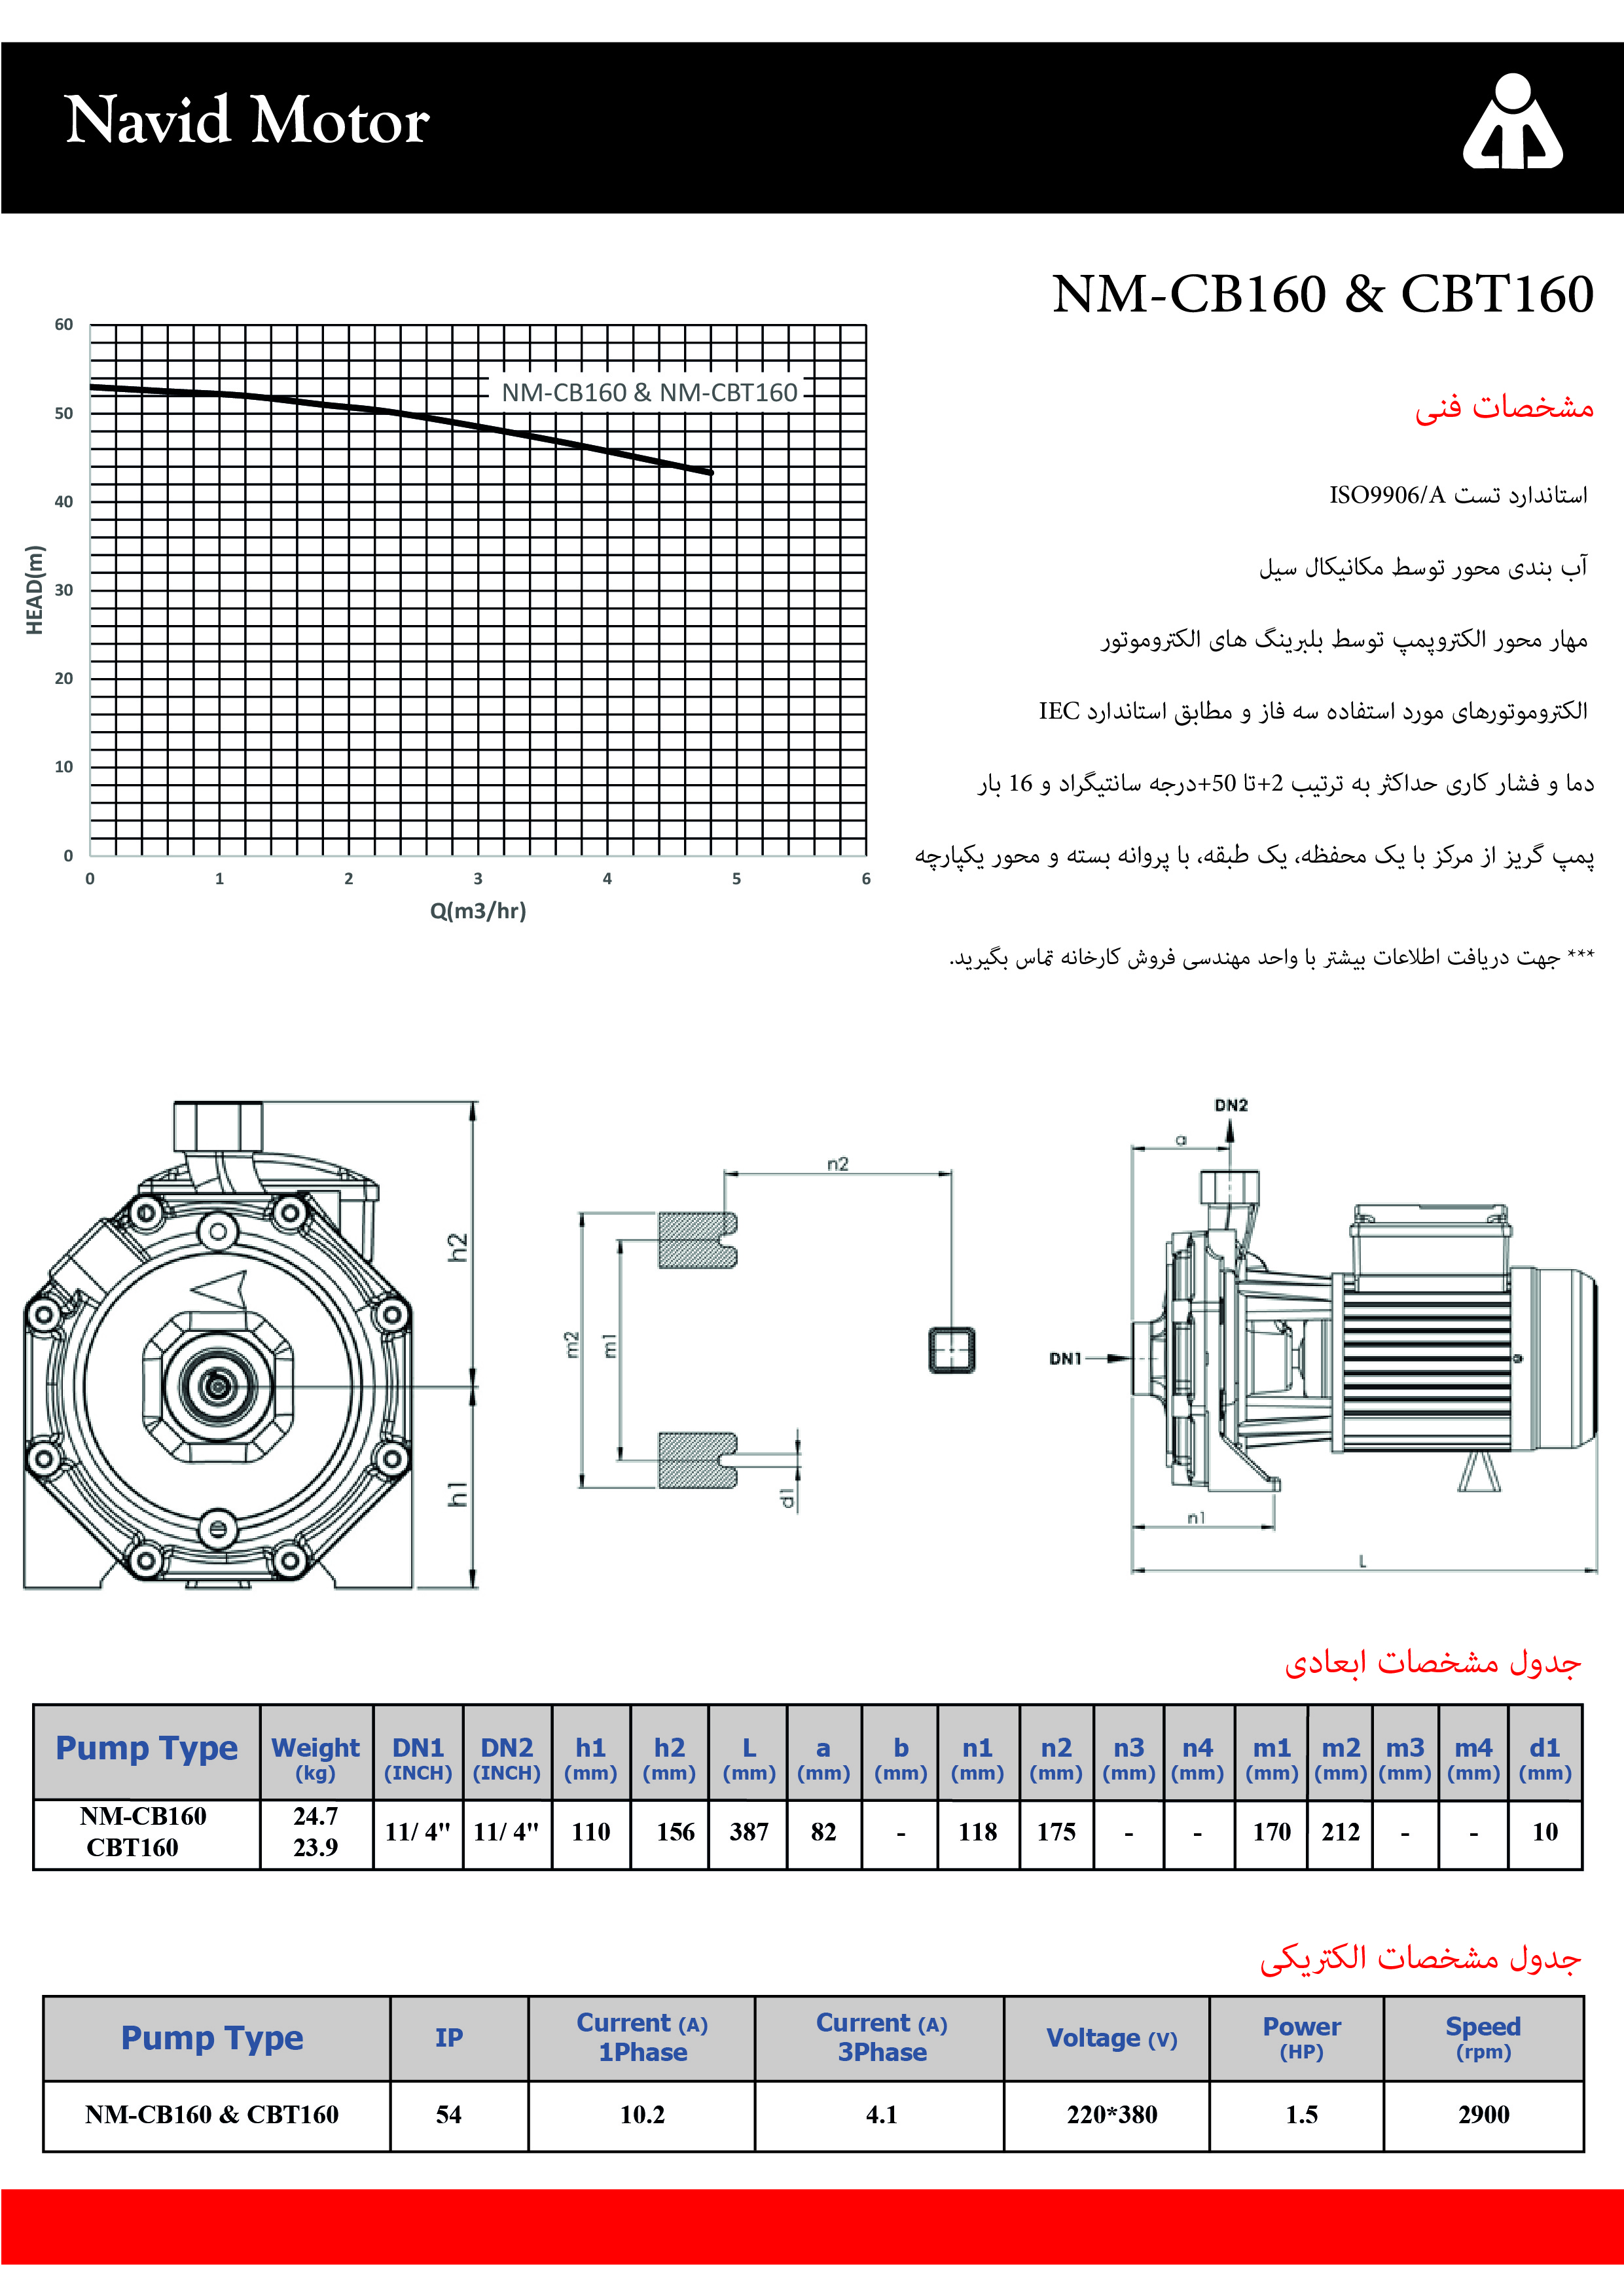 Navid Motor
NM-CB160 & CBT160
مشخصات فنی
استاندارد تست ISO9906/A
آب بندی محور توسط مکانیکال سیل
مهار محور الکتروپمپ توسط بلبرینگ های الکتروموتور
الکتروموتورهای مورد استفاده سه فاز و مطابق استاندارد IEC
دما و فشار کاری حداکثر به ترتیب 2+تا 50+درجه سانتیگراد و 16 بار
پمپ گریز از مرکز با یک محفظه، یک طبقه، با پروانه بسته و محور یکپارچه
*** جهت دریافت اطلاعات بیشتر با واحد مهندسی فروش کارخانه تماس بگیرید.
NM-CB160 & NM-CBT160
HEAD(m)
60
50
40
30
20
10
0
0 1 2 3 4 5 6
Q(m3/hr)
h2
h1
n2
m2
m1
d1
DN2
a
DN1
n1
L
جدول مشخصات ابعادی
Pump Type Weight DN1 DN2 h1 h2 L a b n1 n2 n3 n4 m1 m2 m3 m4 d1
(kg) (INCH) (INCH) (mm) (mm) (mm) (mm) (mm) (mm) (mm) (mm) (mm) (mm) (mm) (mm) (mm) (mm)
NM-CB160 24.7
CBT160 23.9
11/ 4" 11/ 4" 110 156 387 82 - 118 175 - - 170 212 - - 10
جدول مشخصات الکتریکی
Pump Type IP Current (A) 1Phase Current (A) 3Phase Voltage (V) Power (HP) Speed (rpm)
NM-CB160 & CBT160 54 10.2 4.1 220*380 1.5 2900